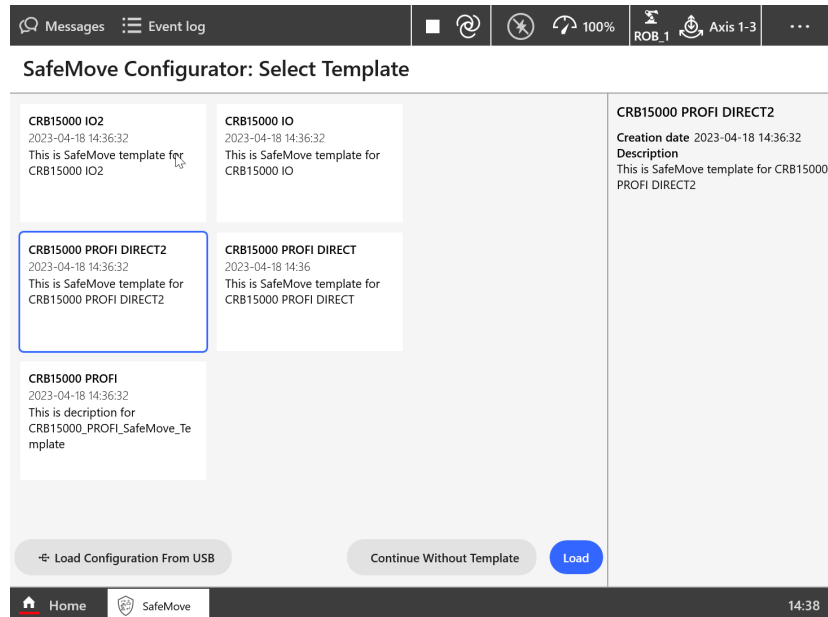 Messages
Event log
100%
ROB_1
Axis 1-3
...
SafeMove Configurator: Select Template
CRB15000 IO2
2023-04-18 14:36:32
This is SafeMove template for
CRB15000 IO2
CRB15000 IO
2023-04-18 14:36:32
This is SafeMove template for
CRB15000 IO
CRB15000 PROFI DIRECT2
2023-04-18 14:36:32
This is SafeMove template for
CRB15000 PROFI DIRECT2
CRB15000 PROFI DIRECT
2023-04-18 14:36
This is SafeMove template for
CRB15000 PROFI DIRECT
CRB15000 PROFI
2023-04-18 14:36:32
This is decription for
CRB15000_PROFI_SafeMove_Te
mplate
CRB15000 PROFI DIRECT2
Creation date 2023-04-18 14:36:32
Description
This is SafeMove template for CRB15000
PROFI DIRECT2
Load Configuration From USB
Continue Without Template
Load
Home
SafeMove
14:38